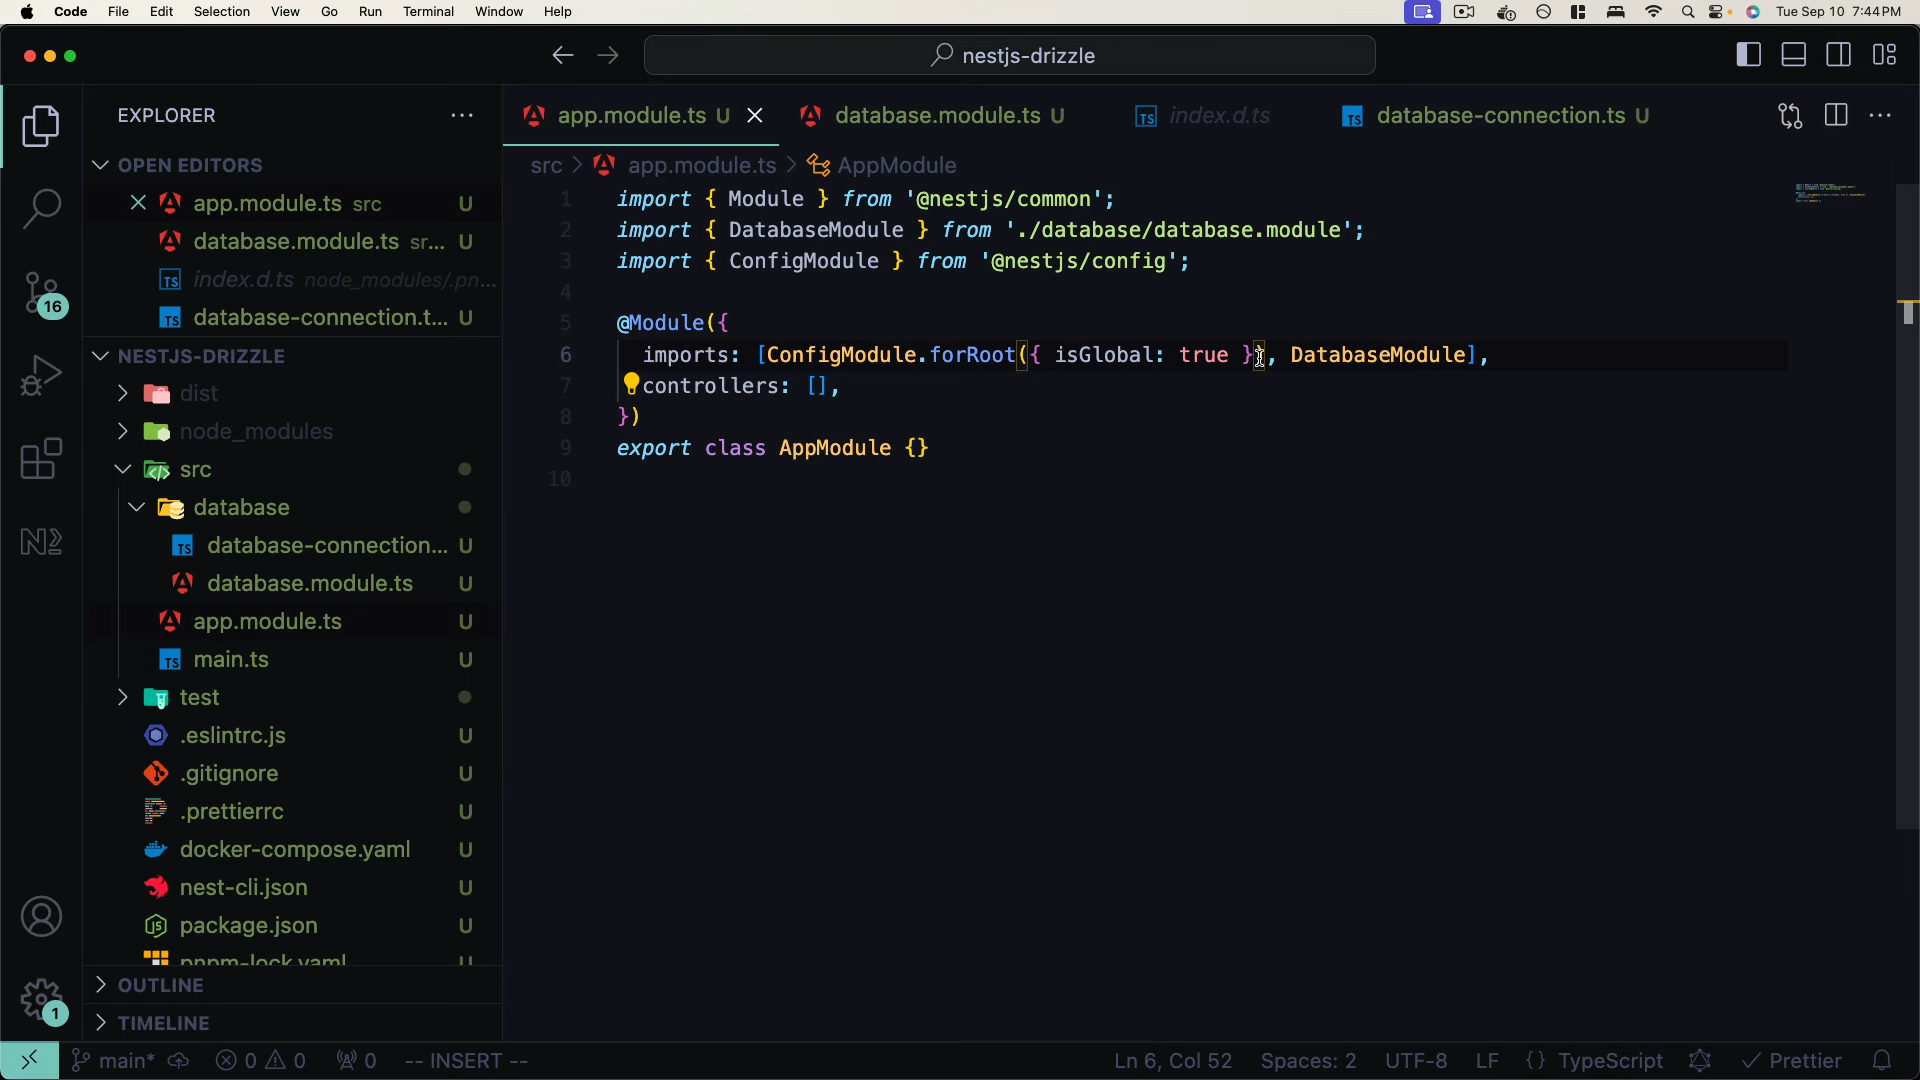 Code File Edit Selection View Go Run Terminal Window Help
Tue Sep 10 7:44 PM
nestjs-drizzle
EXPLORER
OPEN EDITORS
app.module.ts src U
database.module.ts sr... U
index.d.ts node_modules/.pn...
database-connection.t... U
NESTJS-DRIZZLE
dist
node_modules
src
database
database-connection... U
database.module.ts U
app.module.ts U
main.ts U
test
.eslintrc.js U
.gitignore U
.prettierrc U
docker-compose.yaml U
nest-cli.json U
package.json U
pnpm-lock.yaml U
OUTLINE
TIMELINE
16
1
app.module.ts U
database.module.ts U
index.d.ts
database-connection.ts U
src > app.module.ts > AppModule
1 import { Module } from '@nestjs/common';
2 import { DatabaseModule } from './database/database.module';
3 import { ConfigModule } from '@nestjs/config';
4
5 @Module({
6 imports: [ConfigModule.forRoot({ isGlobal: true }), DatabaseModule],
7 controllers: [],
8 })
9 export class AppModule {}
10
main* 0 0 0 -- INSERT --
Ln 6, Col 52 Spaces: 2 UTF-8 LF {} TypeScript Prettier